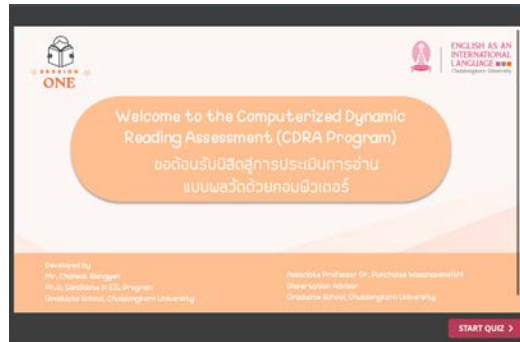 SESSION
ONE
ENGLISH AS AN
INTERNATIONAL
LANGUAGE
Chulalongkorn University
Welcome to the Computerized Dynamic
Reading Assessment (CDRA Program)
ขอต้อนรับนิสิตสู่การประเมินการอ่าน
แบบพลวัตด้วยคอมพิวเตอร์
Developed by
Mr.
Ph.D. Candidate in EIL Program
Graduate School, Chulalongkorn University
Associate Professor Dr. Punchalee
Dissertation Advisor
Graduate School, Chulalongkorn University
START QUIZ >